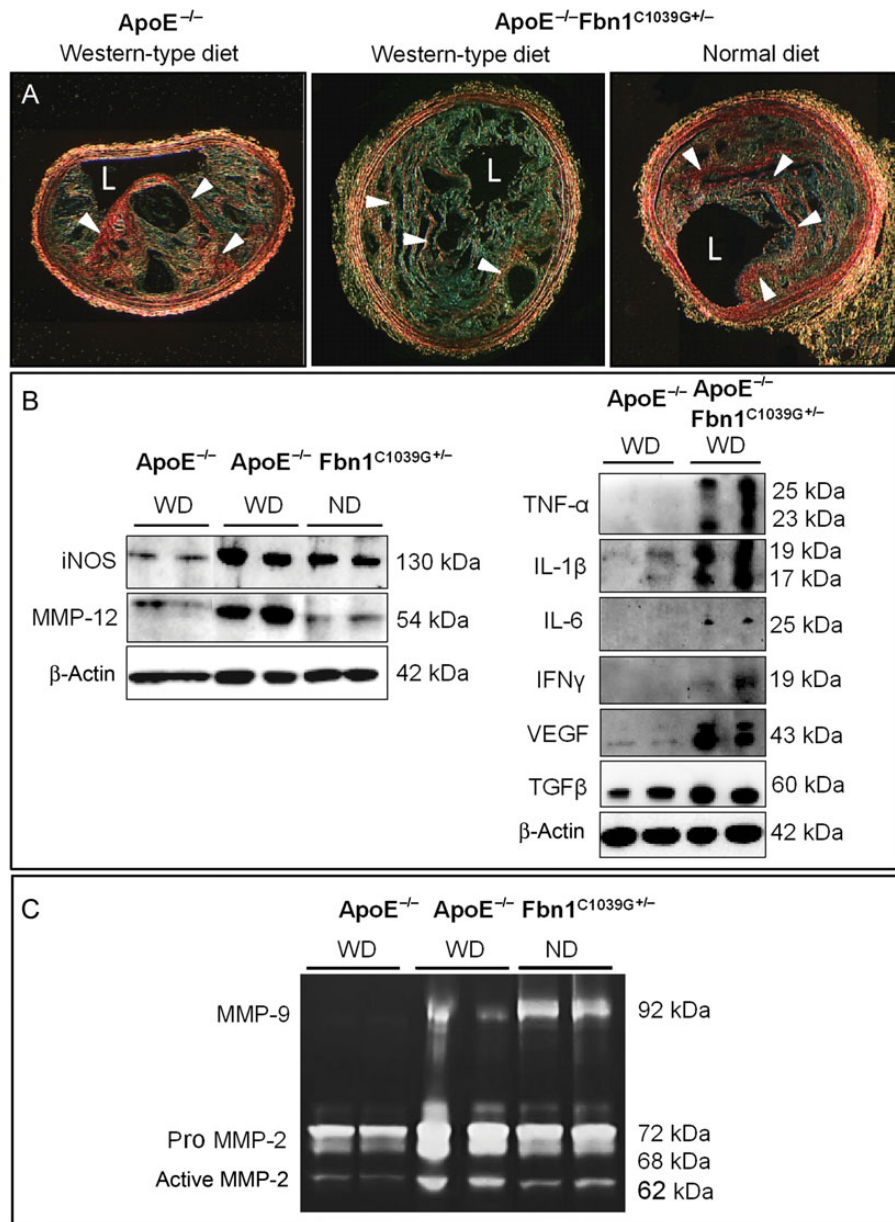 ApoE−/− ApoE−/−Fbn1C1039G+/−
Western-type diet Western-type diet Normal diet
A
L L L
B
ApoE−/− ApoE−/− Fbn1C1039G+/−
WD WD ND
iNOS 130 kDa
MMP-12 54 kDa
β-Actin 42 kDa
ApoE−/− ApoE−/−
Fbn1C1039G+/−
WD WD
TNF-α 25 kDa
23 kDa
IL-1β 19 kDa
17 kDa
IL-6 25 kDa
IFNγ 19 kDa
VEGF 43 kDa
TGFβ 60 kDa
β-Actin 42 kDa
C
ApoE−/− ApoE−/− Fbn1C1039G+/−
WD WD ND
MMP-9 92 kDa
Pro MMP-2 72 kDa
68 kDa
Active MMP-2 62 kDa